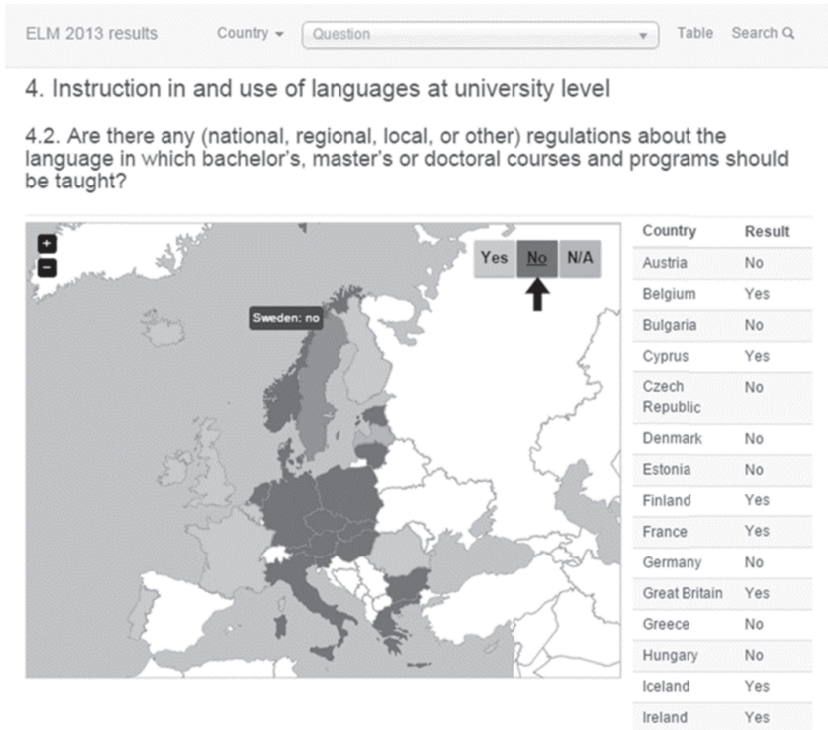 ELM 2013 results Country Question Table Search
4. Instruction in and use of languages at university level
4.2. Are there any (national, regional, local, or other) regulations about the
language in which bachelor's, master's or doctoral courses and programs should
be taught?
+
−
Yes No N/A
Sweden: no
Country Result
Austria No
Belgium Yes
Bulgaria No
Cyprus Yes
Czech No
Republic
Denmark No
Estonia No
Finland Yes
France Yes
Germany No
Great Britain Yes
Greece No
Hungary No
Iceland Yes
Ireland Yes